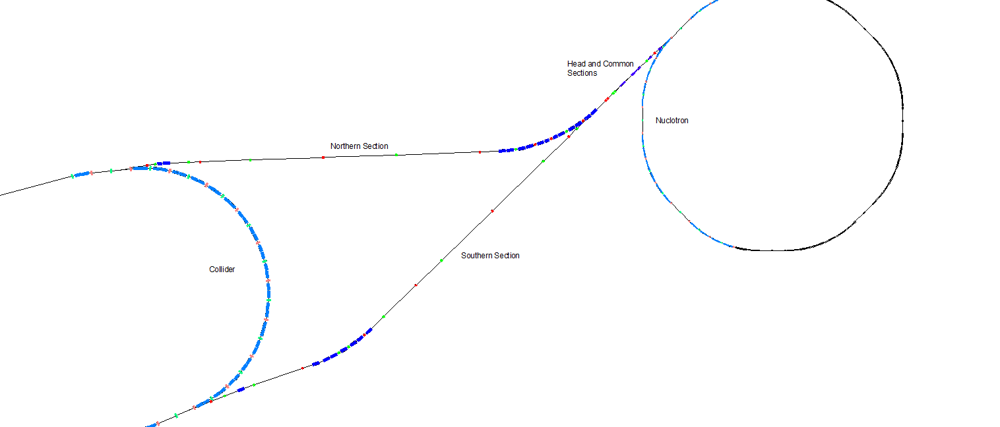 Head and Common
Sections
Nuclotron
Northern Section
Southern Section
Collider